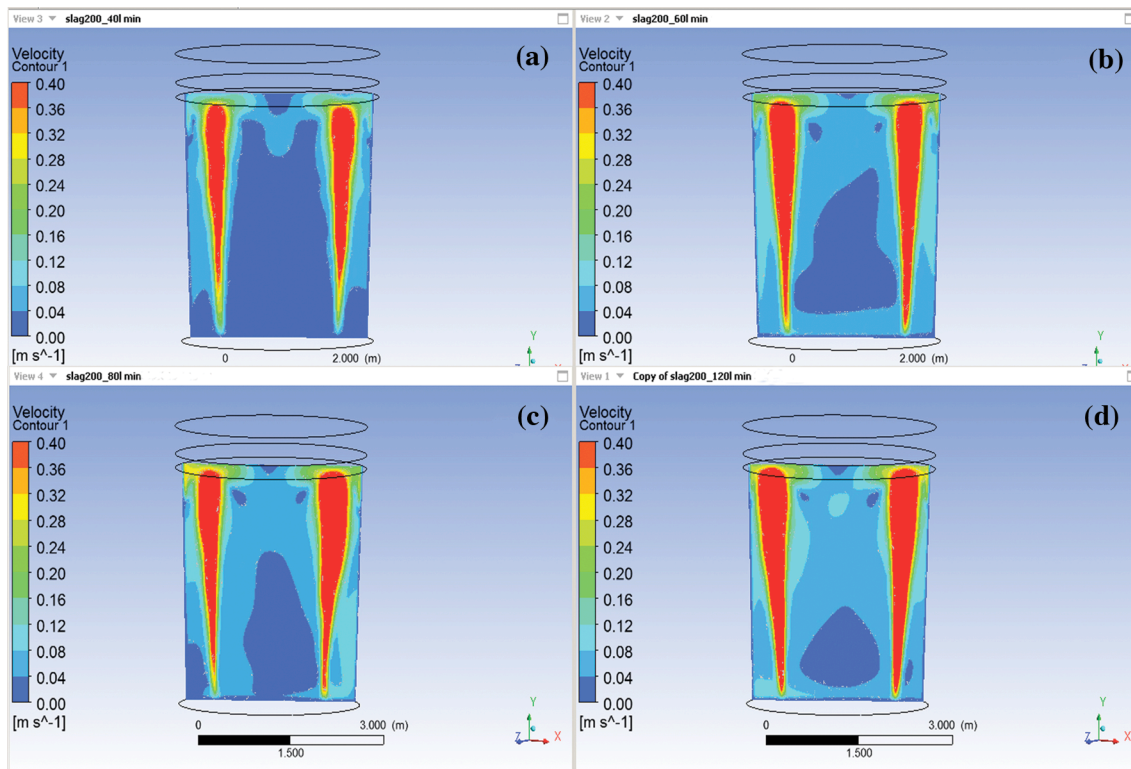 View 3 slag200_40l min
(a)
Velocity
Contour 1
0.40
0.36
0.32
0.28
0.24
0.20
0.16
0.12
0.08
0.04
0.00
[m s^-1]
0 2.000 (m)
Y
Z X
View 2 slag200_60l min
(b)
Velocity
Contour 1
0.40
0.36
0.32
0.28
0.24
0.20
0.16
0.12
0.08
0.04
0.00
[m s^-1]
0 2.000 (m)
Y
Z X
View 4 slag200_80l min
(c)
Velocity
Contour 1
0.40
0.36
0.32
0.28
0.24
0.20
0.16
0.12
0.08
0.04
0.00
[m s^-1]
0 3.000 (m)
1.500
Y
Z X
View 1 Copy of slag200_120l min
(d)
Velocity
Contour 1
0.40
0.36
0.32
0.28
0.24
0.20
0.16
0.12
0.08
0.04
0.00
[m s^-1]
0 3.000 (m)
1.500
Y
Z X